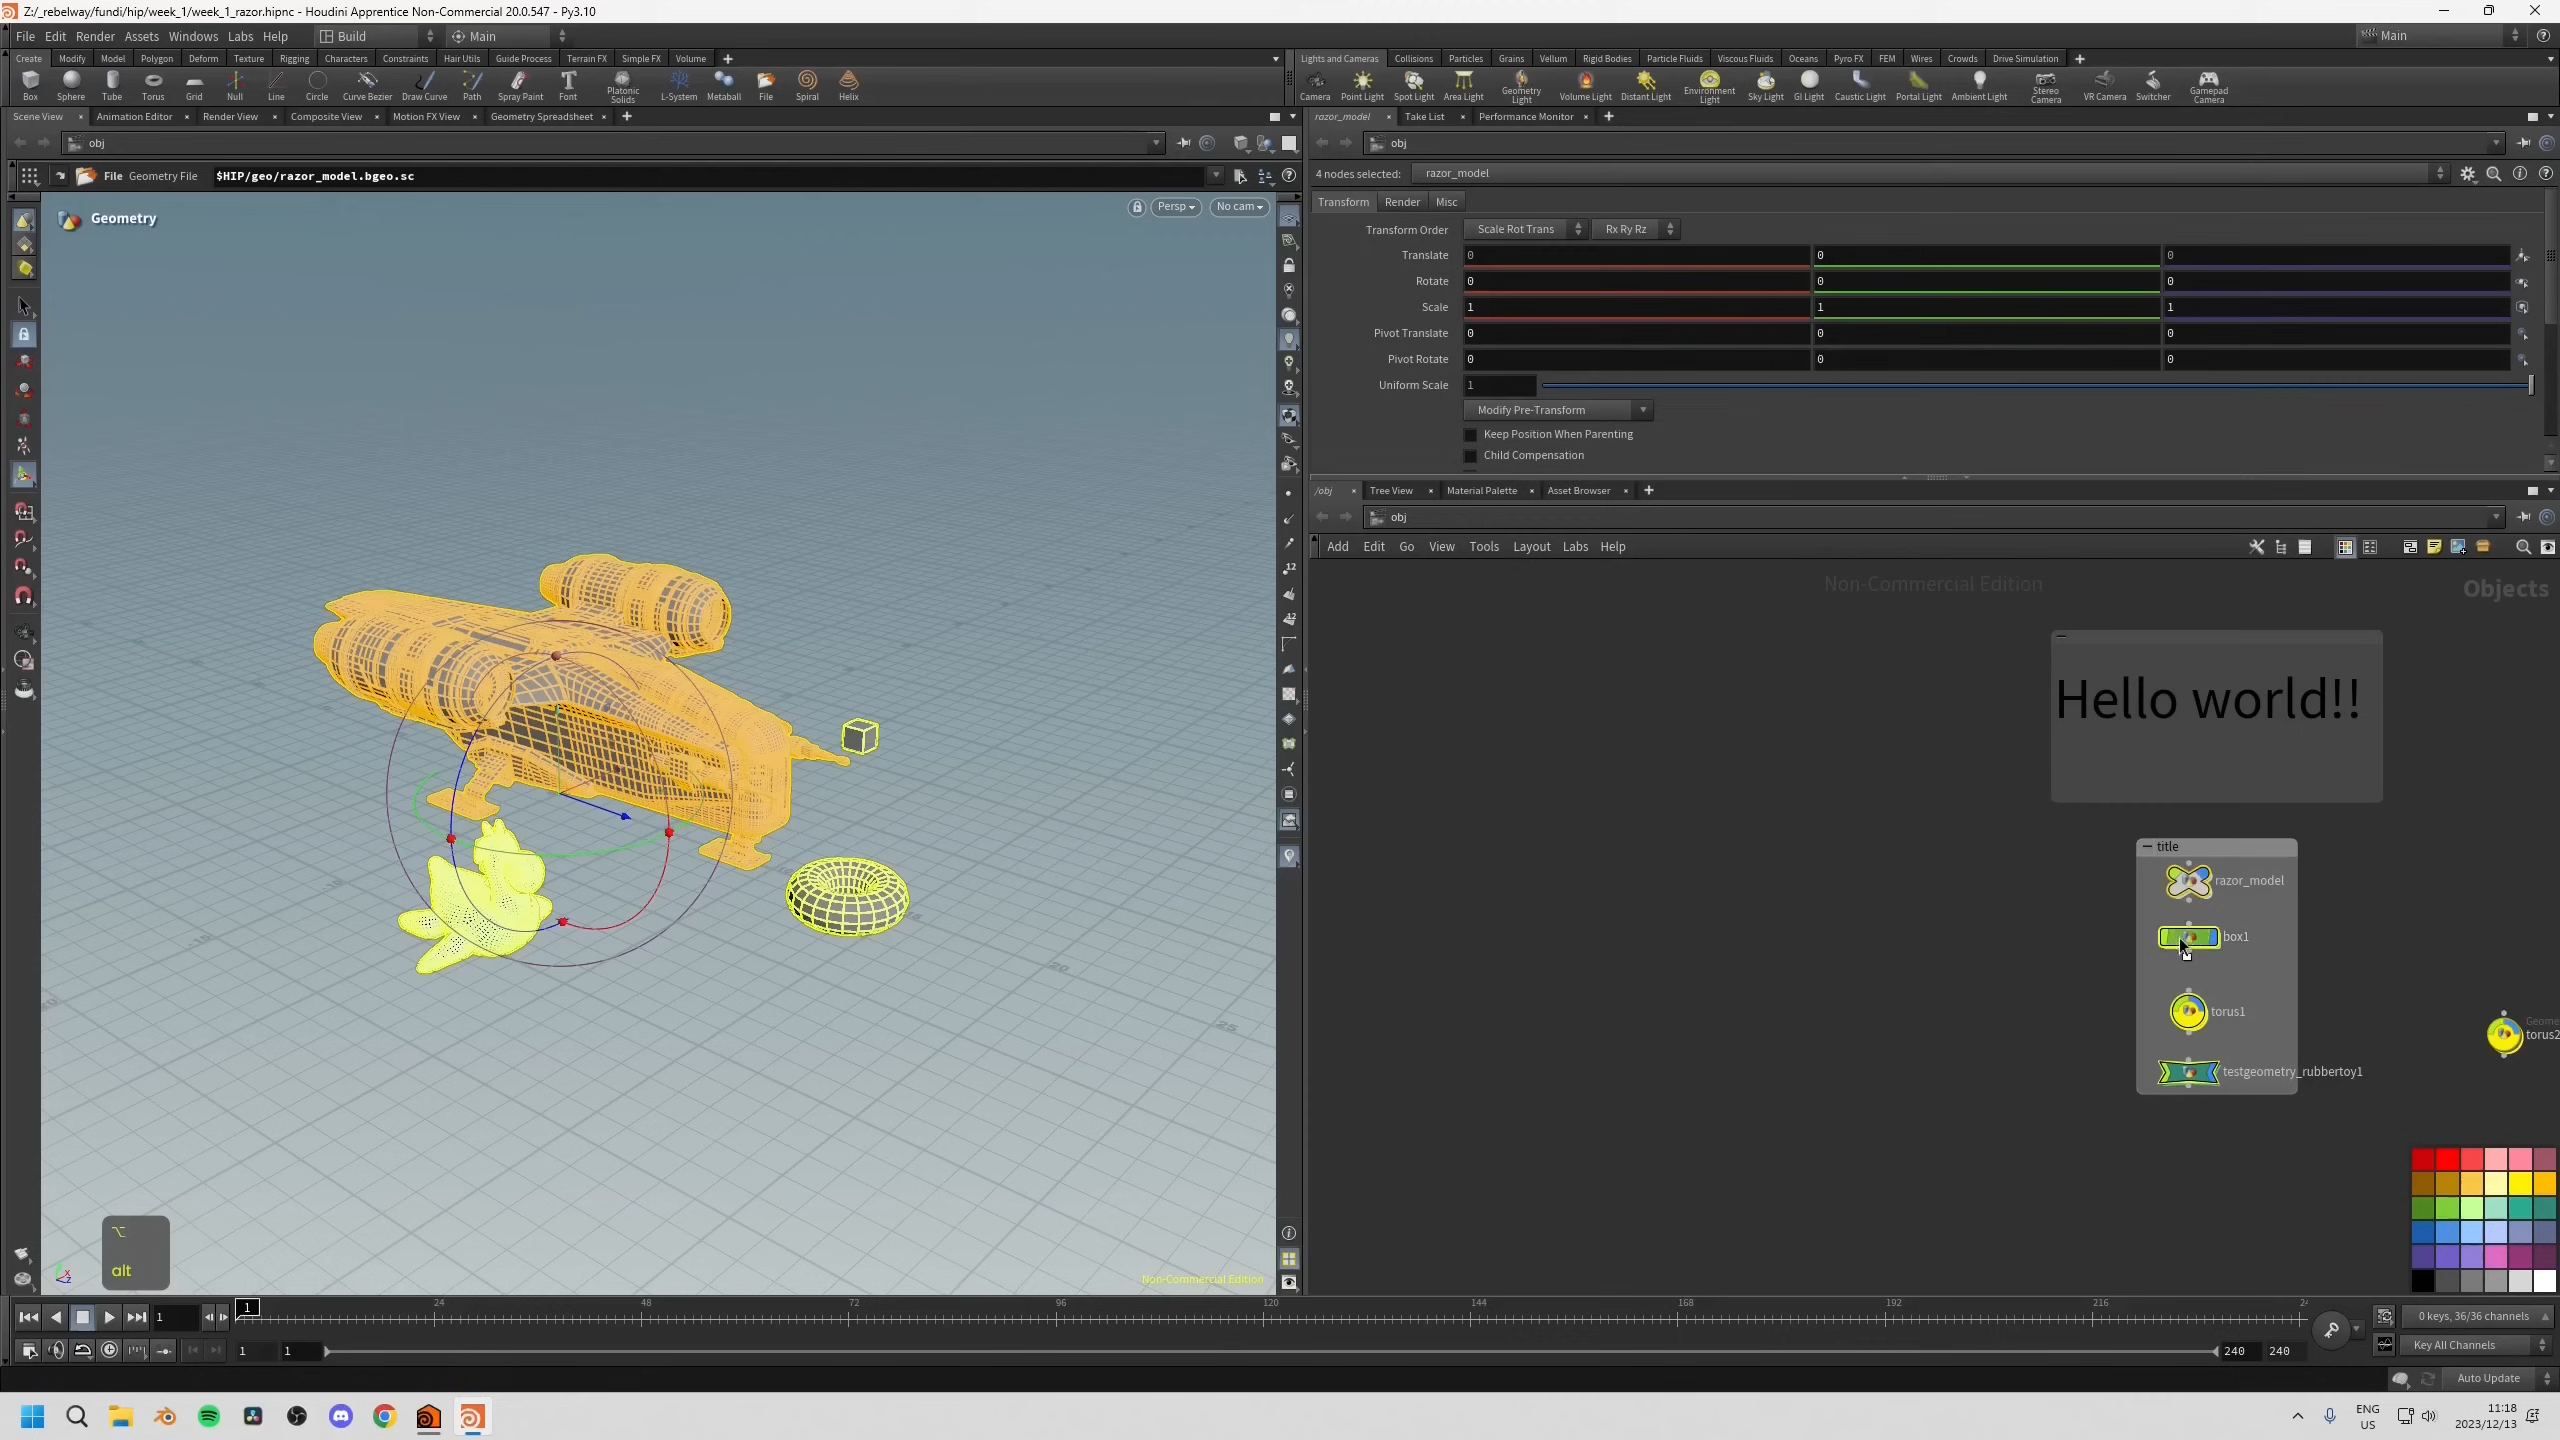 Z:/_rebelway/fundi/hip/week_1/week_1_razor.hipnc - Houdini Apprentice Non-Commercial 20.0.547 - Py3.10
File Edit Render Assets Windows Labs Help Build Main Main
Create Modify Model Polygon Deform Texture Rigging Characters Constraints Hair Utils Guide Process Terrain FX Simple FX Volume
Lights and Cameras Collisions Particles Grains Vellum Rigid Bodies Particle Fluids Viscous Fluids Oceans Pyro FX FEM Wires Crowds Drive Simulation
Box Sphere Tube Torus Grid Null Line Circle Curve Bezier Draw Curve Path Spray Paint Font Platonic Solids L-System Metaball File Spiral Helix
Camera Point Light Spot Light Area Light Geometry Light Volume Light Distant Light Environment Light Sky Light GI Light Caustic Light Portal Light Ambient Light Stereo Camera VR Camera Switcher Gamepad Camera
Scene View Animation Editor Render View Composite View Motion FX View Geometry Spreadsheet
razor_model Take List Performance Monitor
obj
obj
File Geometry File $HIP/geo/razor_model.bgeo.sc
4 nodes selected: razor_model
Geometry
Persp No cam
Transform Render Misc
Transform Order Scale Rot Trans Rx Ry Rz
Translate 0 0 0
Rotate 0 0 0
Scale 1 1 1
Pivot Translate 0 0 0
Pivot Rotate 0 0 0
Uniform Scale 1
Modify Pre-Transform
Keep Position When Parenting
Child Compensation
/obj Tree View Material Palette Asset Browser
obj
Add Edit Go View Tools Layout Labs Help
Non-Commercial Edition
Objects
Hello world!!
title
razor_model
box1
torus1
testgeometry_rubbertoy1
torus2
12
12
15
20
25
alt
Non-Commercial Edition
1 1 24 48 72 96 120 144 168 192 216
0 keys, 36/36 channels
1 1 240 240
Key All Channels
Auto Update
ENG
US
11:18
2023/12/13